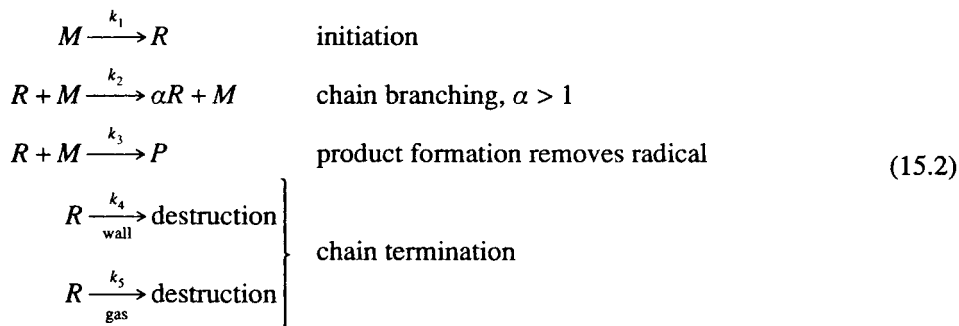 M —k₁→ R initiation
R + M —k₂→ αR + M chain branching, α > 1
R + M —k₃→ P product formation removes radical
(15.2)
R —k₄→ destruction
wall
chain termination
R —k₅→ destruction
gas